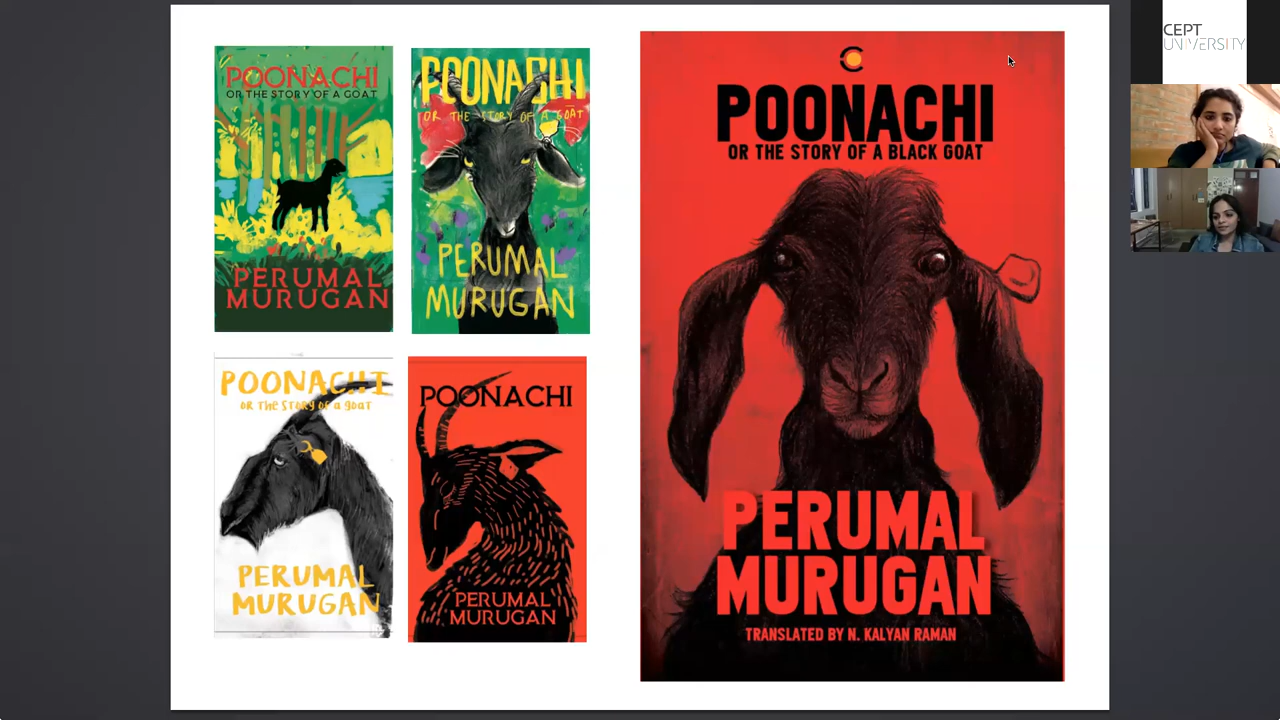 POONACHI
OR THE STORY OF A GOAT
PERUMAL
MURUGAN
POONACHI
OR THE STORY OF A GOAT
PERUMAL
MURUGAN
POONACHI
OR THE STORY OF A GOAT
PERUMAL
MURUGAN
POONACHI
PERUMAL
MURUGAN
POONACHI
OR THE STORY OF A BLACK GOAT
PERUMAL
MURUGAN
TRANSLATED BY N. KALYAN RAMAN
CEPT
UNIVERSITY